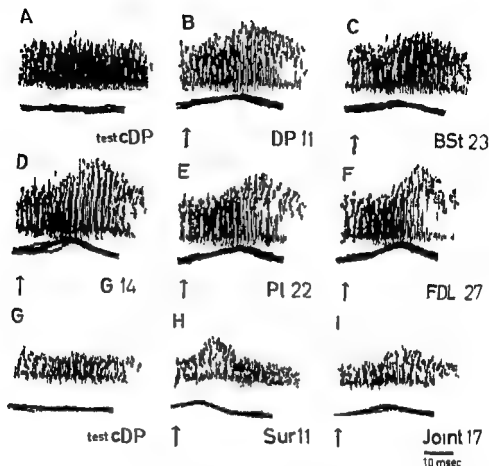 A
B
C
test cDP
↑ DP 11
↑ BSt 23
D
E
F
↑ G 14
↑ Pl 22
↑ FDL 27
G
H
I
test cDP
↑ Sur 11
↑ Joint 17
10 msec